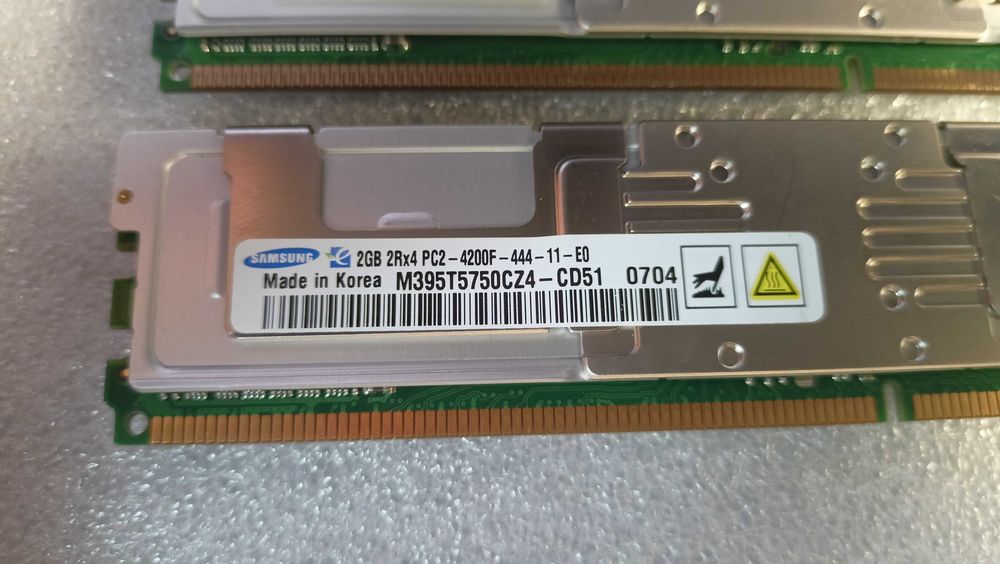 SAMSUNG 2GB 2Rx4 PC2-4200F-444-11-E0
Made in Korea M395T5750CZ4-CD51 0704